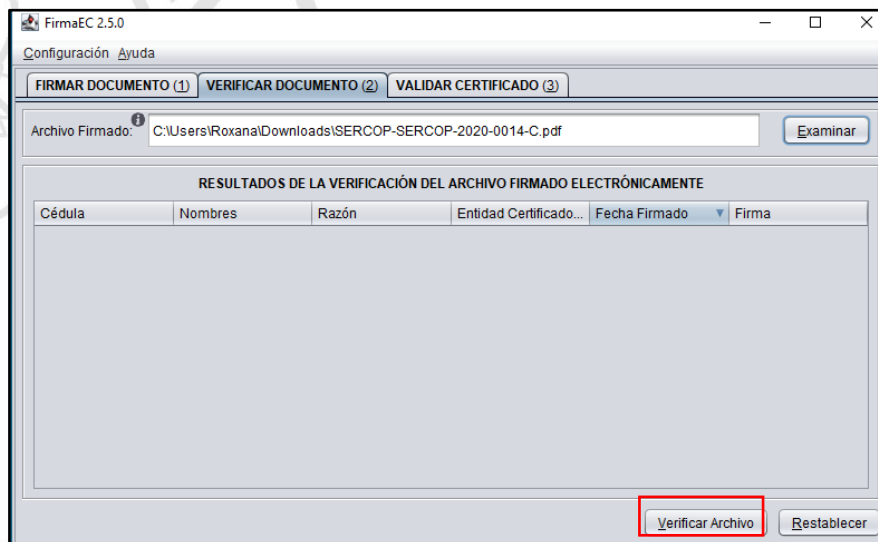 FirmaEC 2.5.0
Configuración Ayuda
FIRMAR DOCUMENTO (1) VERIFICAR DOCUMENTO (2) VALIDAR CERTIFICADO (3)
Archivo Firmado: C:\Users\Roxana\Downloads\SERCOP-SERCOP-2020-0014-C.pdf Examinar
RESULTADOS DE LA VERIFICACIÓN DEL ARCHIVO FIRMADO ELECTRÓNICAMENTE
Cédula Nombres Razón Entidad Certificado... Fecha Firmado Firma
Verificar Archivo Restablecer